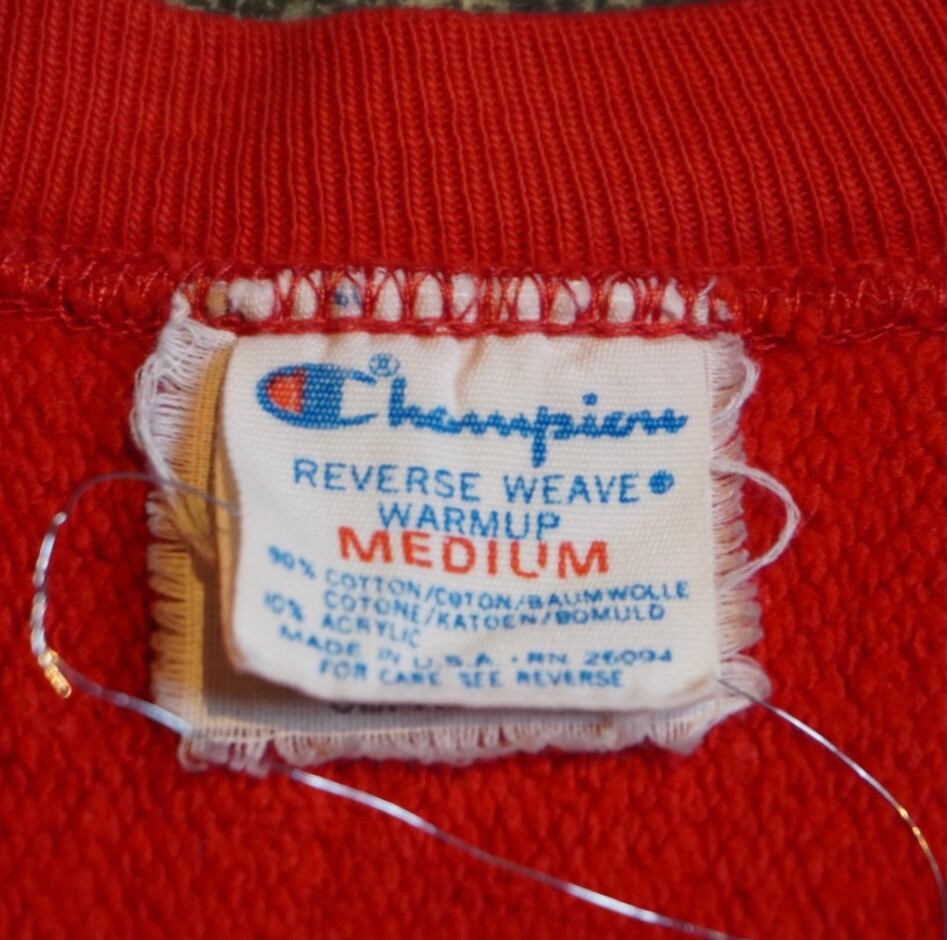 Champion®
REVERSE WEAVE®
WARMUP
MEDIUM
90% COTTON/COTON/BAUMWOLLE
COTONE/KATOEN/BOMULD
10% ACRYLIC
MADE IN U.S.A. • RN 26094
FOR CARE SEE REVERSE